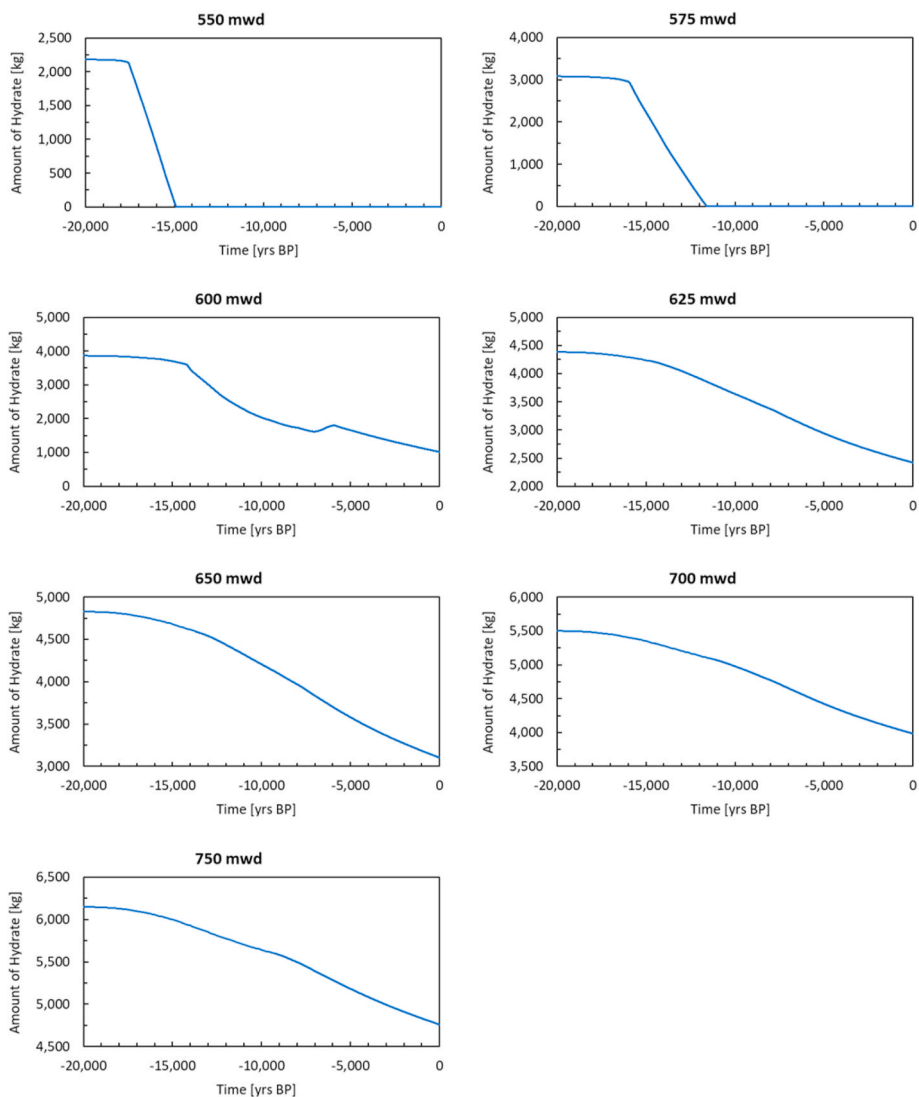 550 mwd
Amount of Hydrate [kg]
2,500
2,000
1,500
1,000
500
0
-20,000 -15,000 -10,000 -5,000 0
Time [yrs BP]
575 mwd
Amount of Hydrate [kg]
4,000
3,000
2,000
1,000
0
-20,000 -15,000 -10,000 -5,000 0
Time [yrs BP]
600 mwd
Amount of Hydrate [kg]
5,000
4,000
3,000
2,000
1,000
0
-20,000 -15,000 -10,000 -5,000 0
Time [yrs BP]
625 mwd
Amount of Hydrate [kg]
5,000
4,500
4,000
3,500
3,000
2,500
2,000
-20,000 -15,000 -10,000 -5,000 0
Time [yrs BP]
650 mwd
Amount of Hydrate [kg]
5,000
4,500
4,000
3,500
3,000
-20,000 -15,000 -10,000 -5,000 0
Time [yrs BP]
700 mwd
Amount of Hydrate [kg]
6,000
5,500
5,000
4,500
4,000
3,500
-20,000 -15,000 -10,000 -5,000 0
Time [yrs BP]
750 mwd
Amount of Hydrate [kg]
6,500
6,000
5,500
5,000
4,500
-20,000 -15,000 -10,000 -5,000 0
Time [yrs BP]